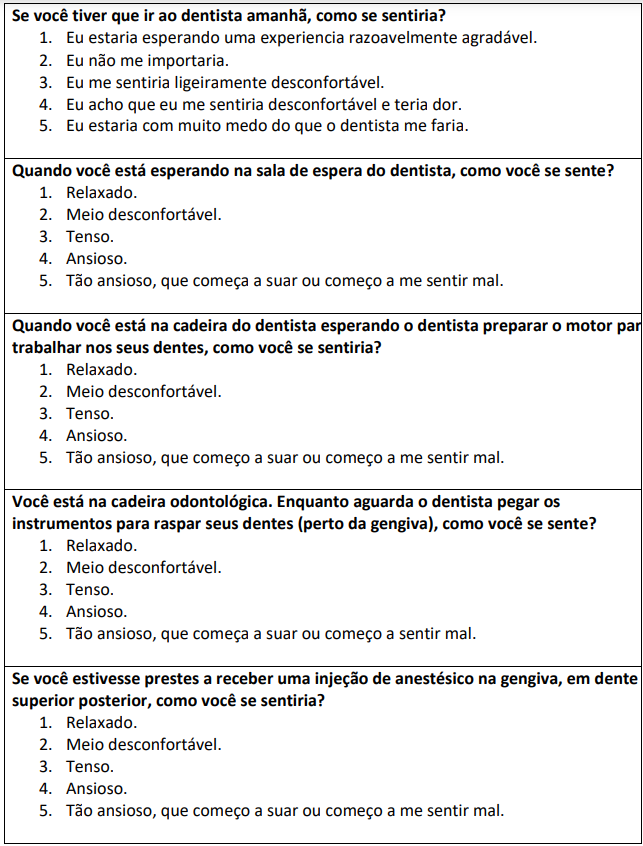 Se você tiver que ir ao dentista amanhã, como se sentiria?
1. Eu estaria esperando uma experiencia razoavelmente agradável.
2. Eu não me importaria.
3. Eu me sentiria ligeiramente desconfortável.
4. Eu acho que eu me sentiria desconfortável e teria dor.
5. Eu estaria com muito medo do que o dentista me faria.
Quando você está esperando na sala de espera do dentista, como você se sente?
1. Relaxado.
2. Meio desconfortável.
3. Tenso.
4. Ansioso.
5. Tão ansioso, que começa a suar ou começo a me sentir mal.
Quando você está na cadeira do dentista esperando o dentista preparar o motor par
trabalhar nos seus dentes, como você se sentiria?
1. Relaxado.
2. Meio desconfortável.
3. Tenso.
4. Ansioso.
5. Tão ansioso, que começo a suar ou começo a me sentir mal.
Você está na cadeira odontológica. Enquanto aguarda o dentista pegar os
instrumentos para raspar seus dentes (perto da gengiva), como você se sente?
1. Relaxado.
2. Meio desconfortável.
3. Tenso.
4. Ansioso.
5. Tão ansioso, que começa a suar ou começo a sentir mal.
Se você estivesse prestes a receber uma injeção de anestésico na gengiva, em dente
superior posterior, como você se sentiria?
1. Relaxado.
2. Meio desconfortável.
3. Tenso.
4. Ansioso.
5. Tão ansioso, que começo a suar ou começo a me sentir mal.